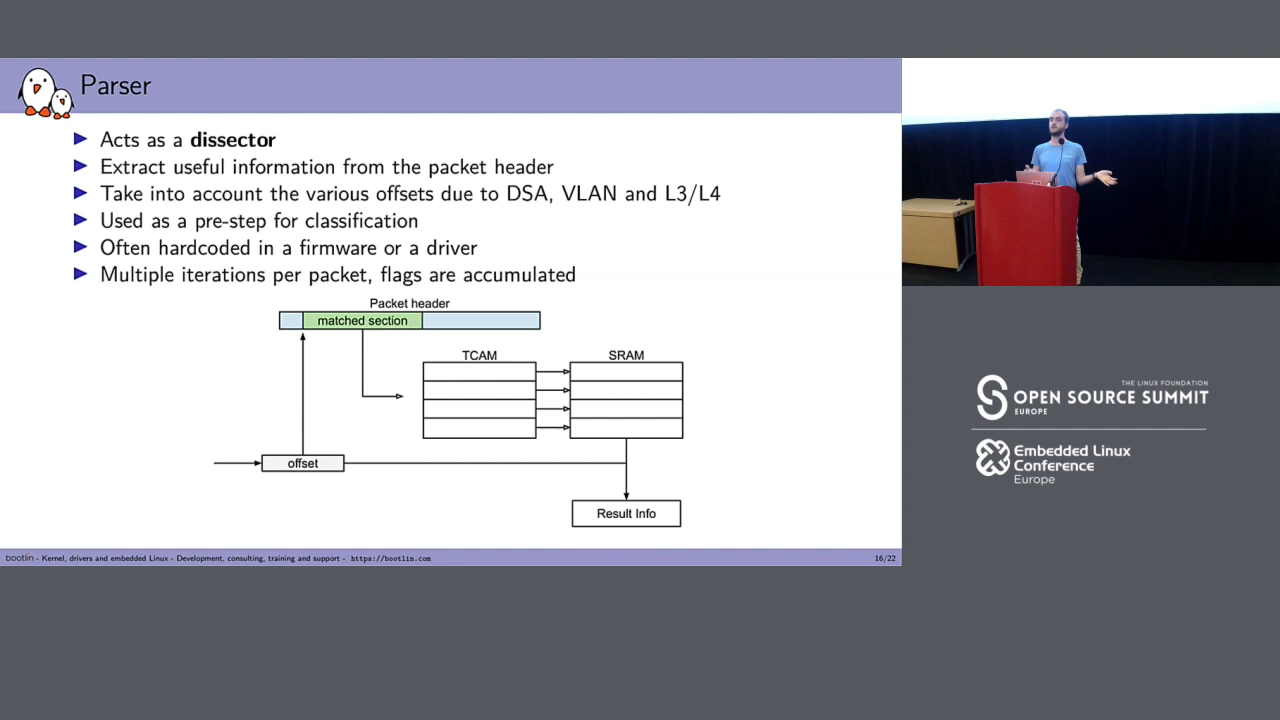 Parser
Acts as a dissector
Extract useful information from the packet header
Take into account the various offsets due to DSA, VLAN and L3/L4
Used as a pre-step for classification
Often hardcoded in a firmware or a driver
Multiple iterations per packet, flags are accumulated
Packet header
matched section
TCAM
SRAM
offset
Result Info
bootlin - Kernel, drivers and embedded Linux - Development, consulting, training and support - https://bootlin.com
16/22
THE LINUX FOUNDATION
OPEN SOURCE SUMMIT
EUROPE
Embedded Linux
Conference
Europe